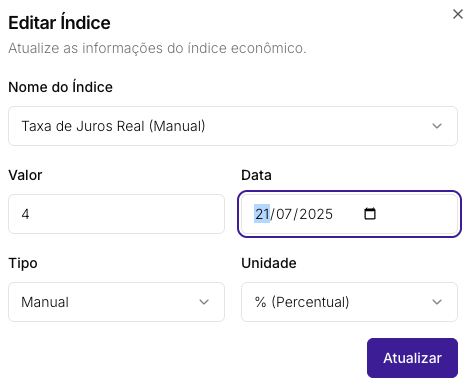 Editar Índice
Atualize as informações do índice econômico.
Nome do Índice
Taxa de Juros Real (Manual)
Valor
Data
4
21/07/2025
Tipo
Unidade
Manual
% (Percentual)
Atualizar